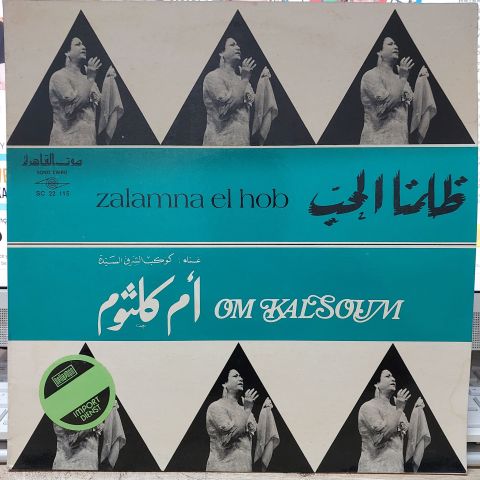 صوت القاهرة
SONO CAIRO
SC 22 115
zalamna el hob
ظلمنا الحب
غناء : كوكب الشرق السيدة
أم كلثوم
OM KALSOUM
IMPORT
DIENST